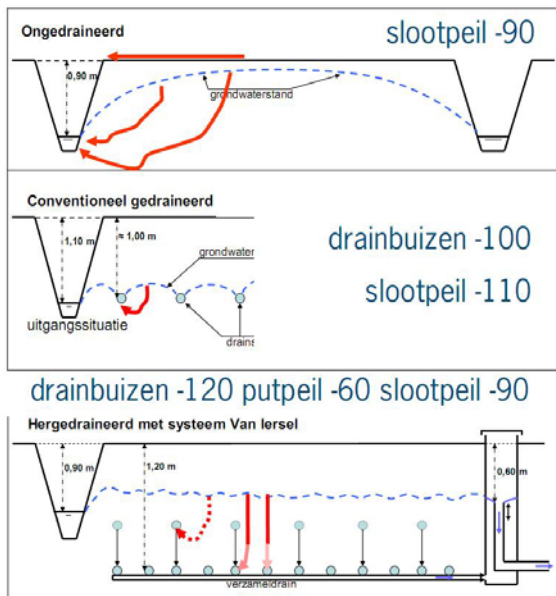 Ongedraineerd
slootpeil -90
0,90 m
grondwaterstand
Conventioneel gedraineerd
1,10 m
≈ 1,00 m
grondwater
drainbuizen -100
slootpeil -110
uitgangssituatie
drains
drainbuizen -120 putpeil -60 slootpeil -90
Hergedraineerd met systeem Van Iersel
0,90 m
1,20 m
0,60 m
verzameldrain